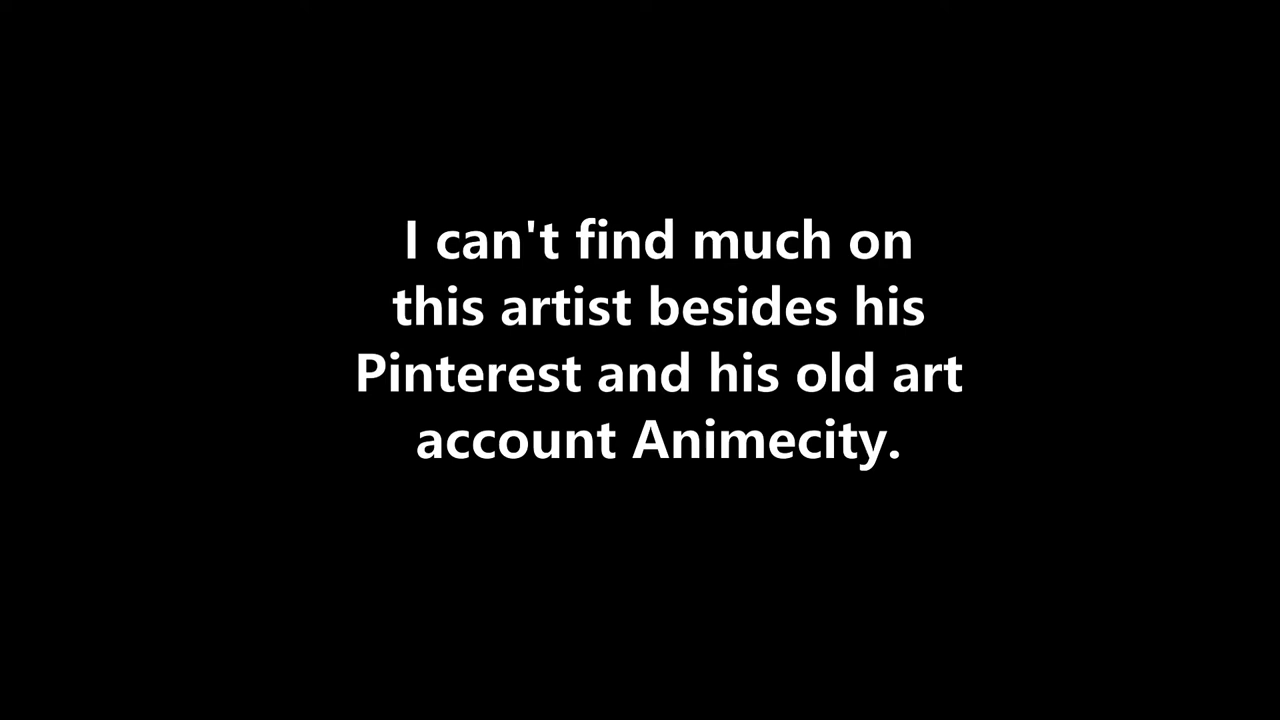 I can't find much on
this artist besides his
Pinterest and his old art
account Animecity.